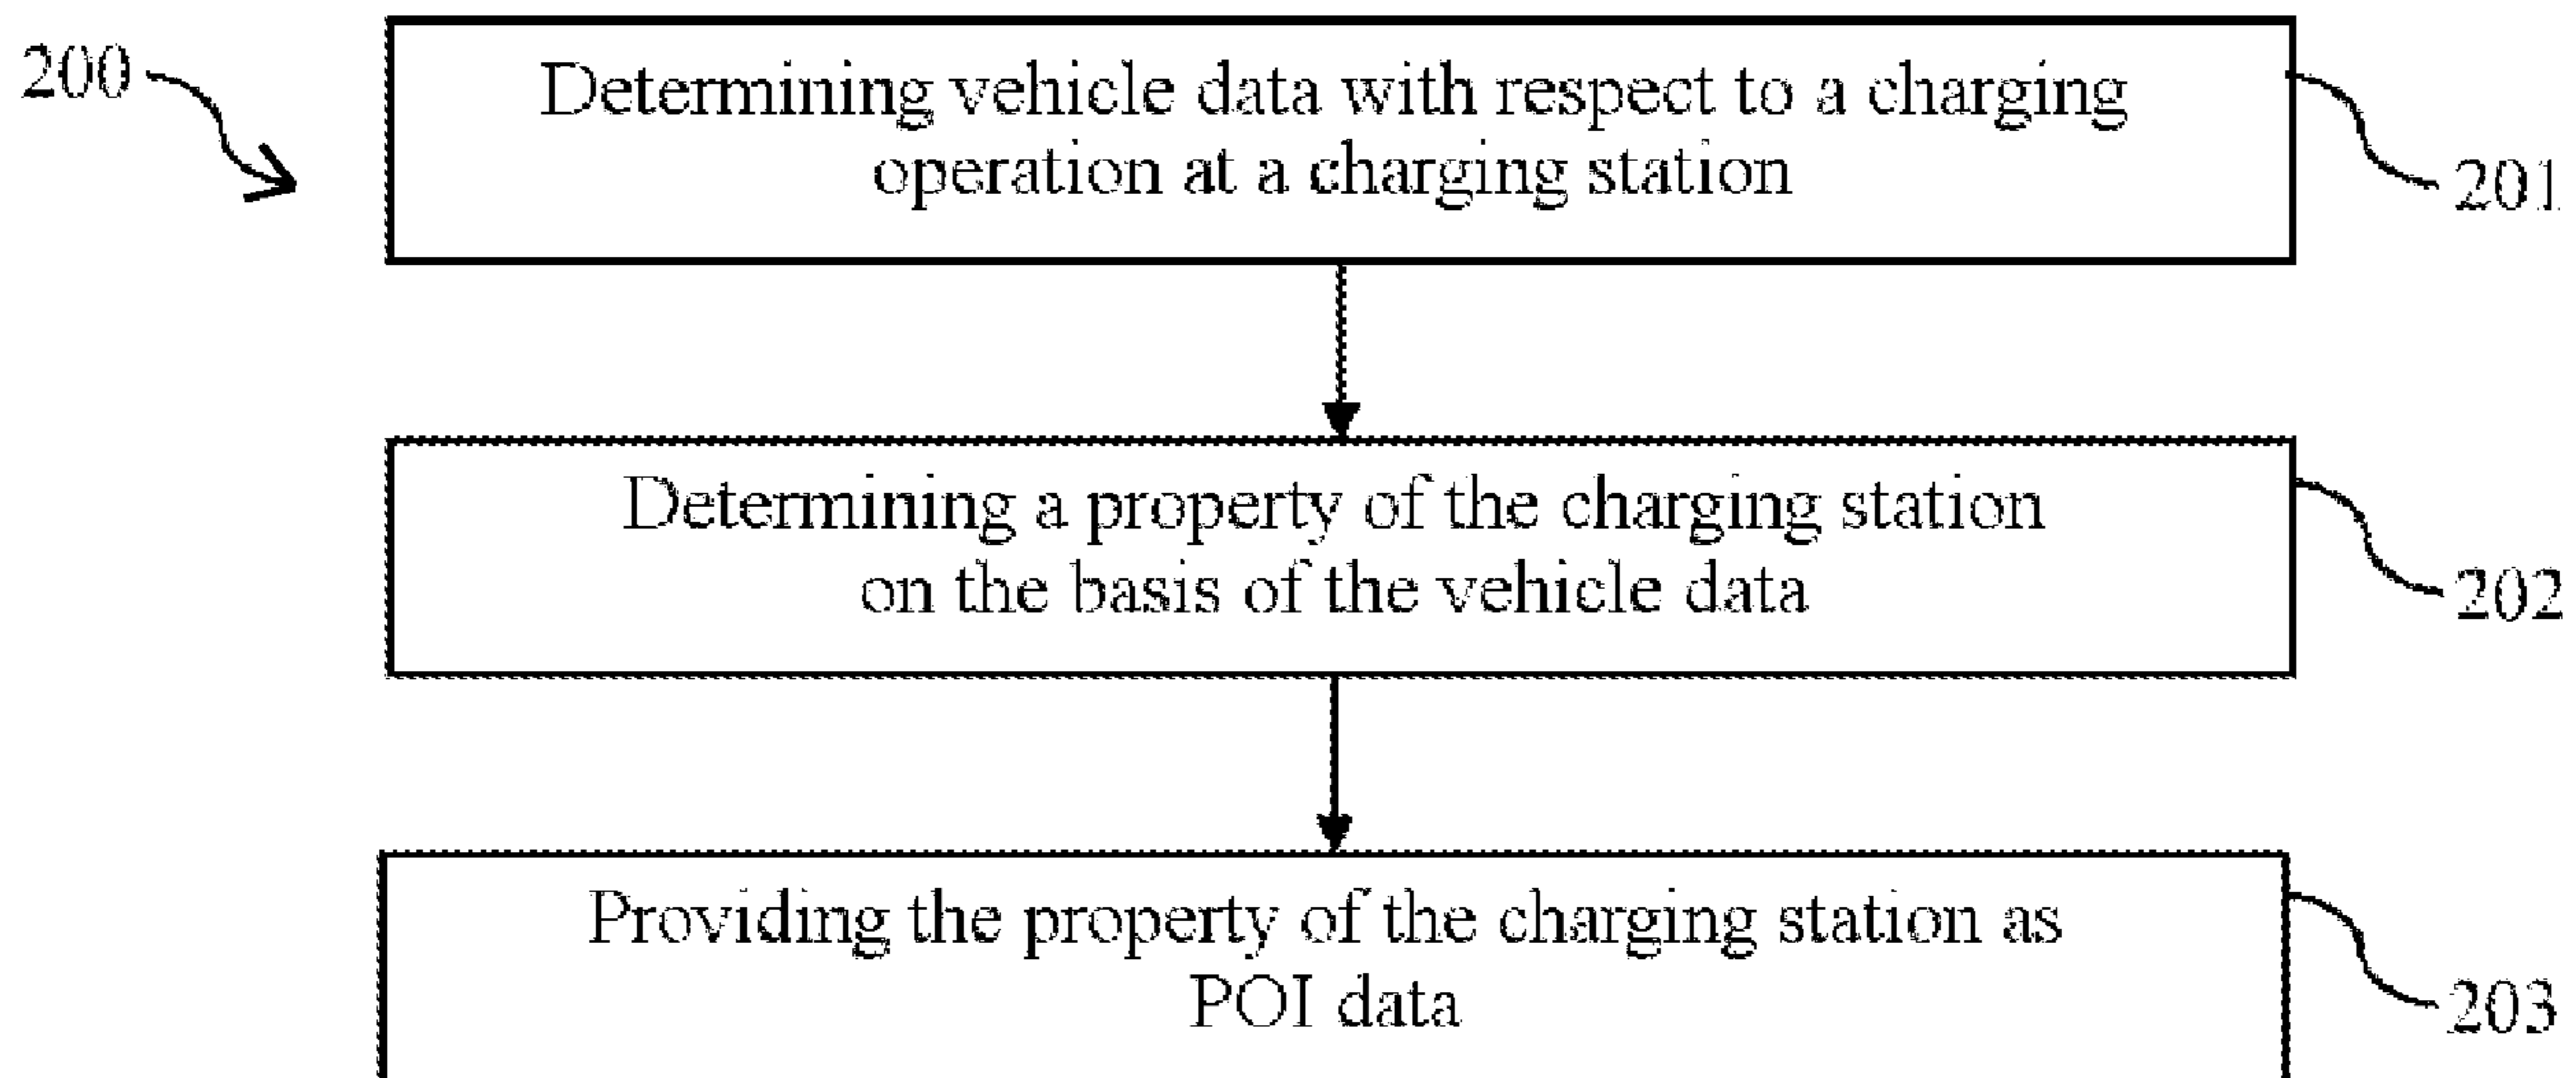 200
Determining vehicle data with respect to a charging
operation at a charging station
201
Determining a property of the charging station
on the basis of the vehicle data
202
Providing the property of the charging station as
POI data
203